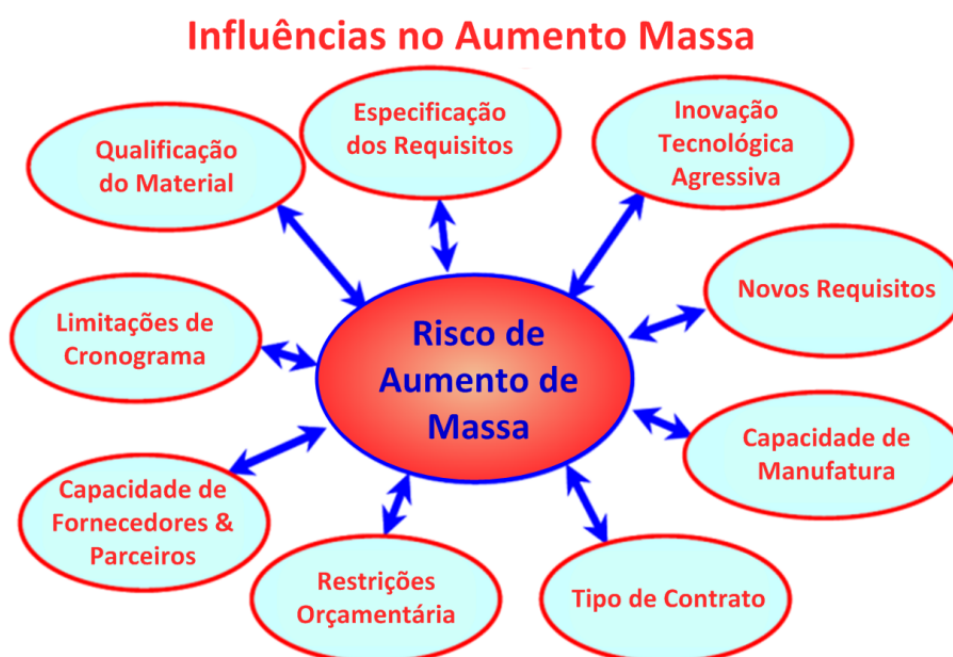 Influências no Aumento Massa
Especificação
dos Requisitos
Inovação
Tecnológica
Agressiva
Qualificação
do Material
Novos Requisitos
Limitações de
Cronograma
Risco de
Aumento de
Massa
Capacidade de
Manufatura
Capacidade de
Fornecedores &
Parceiros
Restrições
Orçamentária
Tipo de Contrato